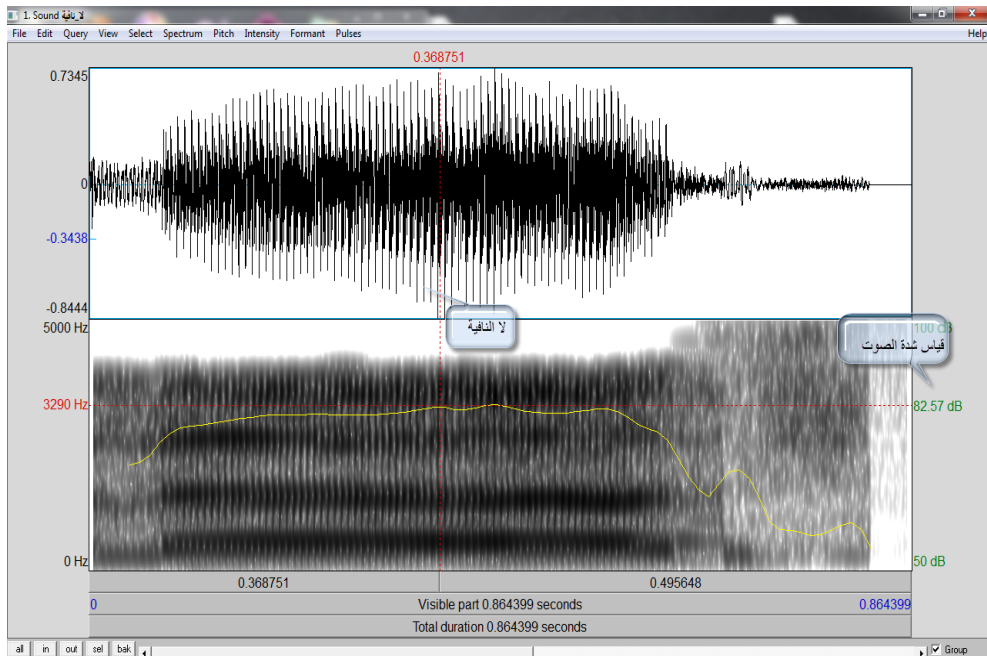 1. Sound لا_نافية
File Edit Query View Select Spectrum Pitch Intensity Formant Pulses Help
0.368751
0.7345
0
-0.3438
-0.8444
لا النافية
5000 Hz
100 dB
قياس شدة الصوت
3290 Hz
82.57 dB
0 Hz
50 dB
0.368751 0.495648
0 Visible part 0.864399 seconds 0.864399
Total duration 0.864399 seconds
all in out sel bak Group